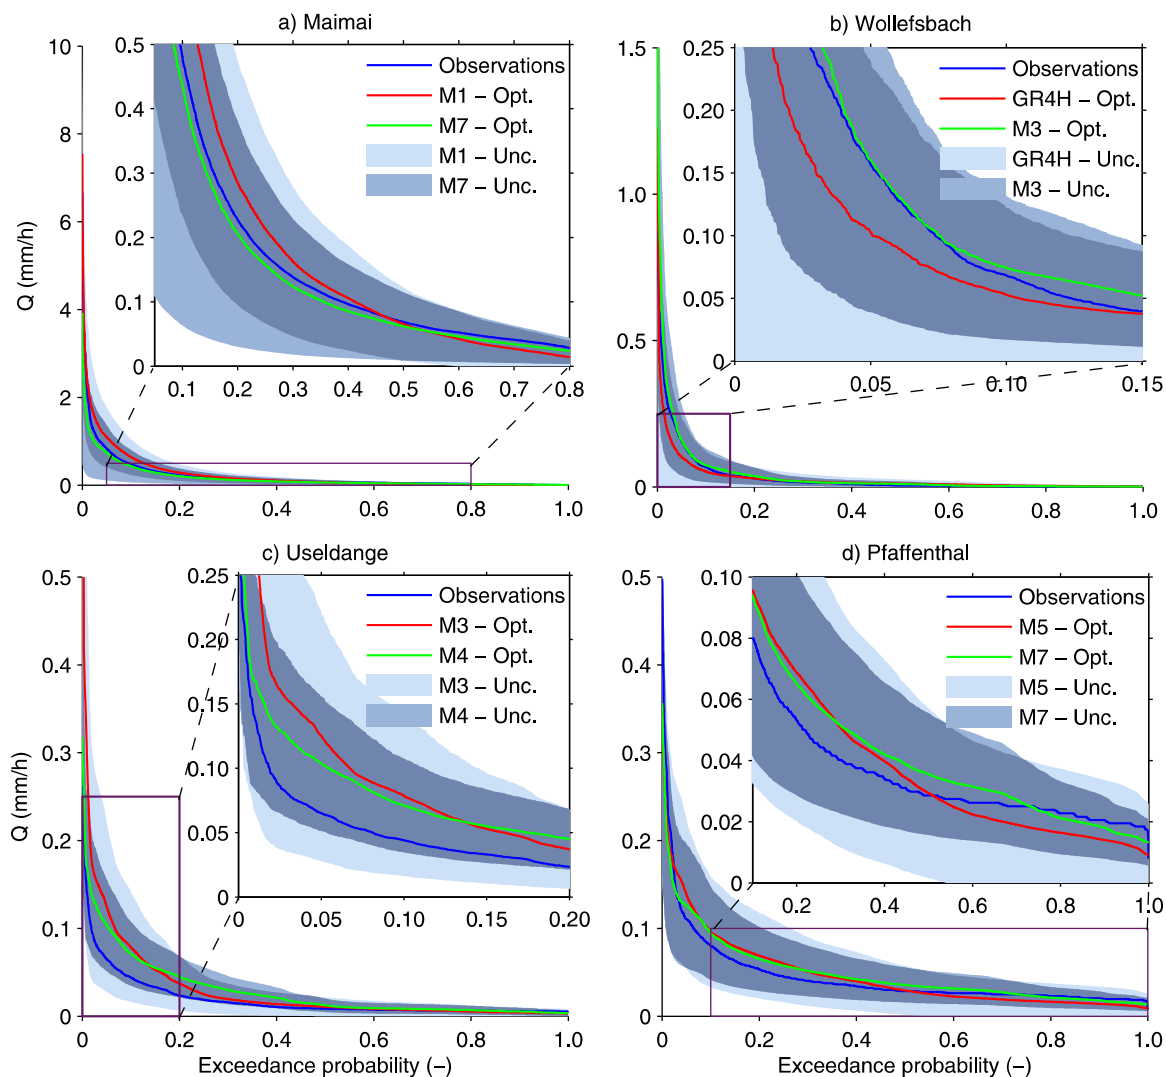 a) Maimai
b) Wollefsbach
10
8
6
4
2
0
Q (mm/h)
0.5
0.4
0.3
0.2
0.1
0
0.1 0.2 0.3 0.4 0.5 0.6 0.7 0.8
Observations
M1 – Opt.
M7 – Opt.
M1 – Unc.
M7 – Unc.
0 0.2 0.4 0.6 0.8 1.0
1.5
1.0
0.5
0
0.25
0.20
0.15
0.10
0.05
0
0 0.05 0.10 0.15
Observations
GR4H – Opt.
M3 – Opt.
GR4H – Unc.
M3 – Unc.
0 0.2 0.4 0.6 0.8 1.0
c) Useldange
d) Pfaffenthal
0.5
0.4
0.3
0.2
0.1
0
Q (mm/h)
0.25
0.20
0.15
0.10
0.05
0
0 0.05 0.10 0.15 0.20
Observations
M3 – Opt.
M4 – Opt.
M3 – Unc.
M4 – Unc.
0 0.2 0.4 0.6 0.8 1.0
Exceedance probability (–)
0.5
0.4
0.3
0.2
0.1
0
0.10
0.08
0.06
0.04
0.02
0
0.2 0.4 0.6 0.8 1.0
Observations
M5 – Opt.
M7 – Opt.
M5 – Unc.
M7 – Unc.
0 0.2 0.4 0.6 0.8 1.0
Exceedance probability (–)